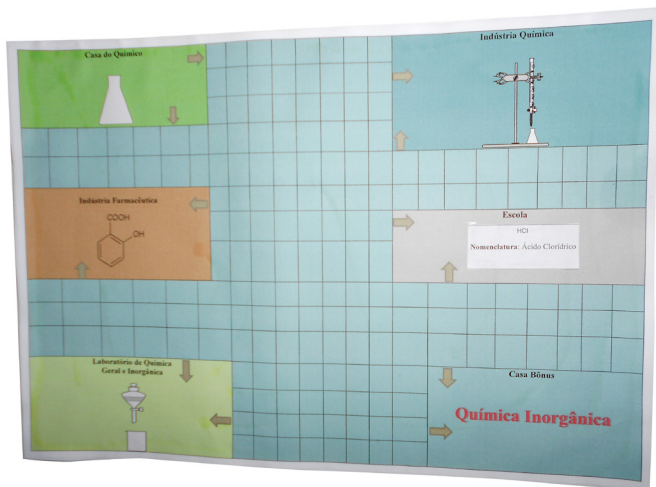 Casa do Químico
Indústria Química
Indústria Farmacêutica
COOH
OH
Escola
HCl
Nomenclatura: Ácido Clorídrico
Laboratório de Química
Geral e Inorgânica
Casa Bônus
Química Inorgânica